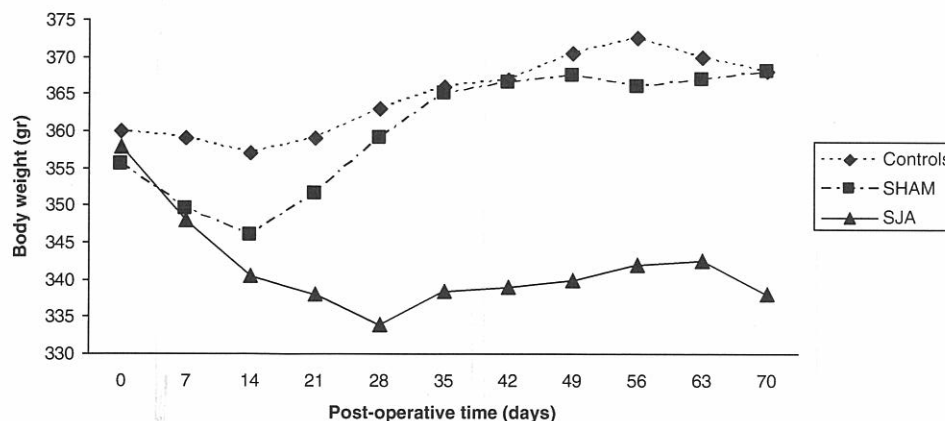 375
370
365
360
355
350
345
340
335
330
Body weight (gr)
0 7 14 21 28 35 42 49 56 63 70
Post-operative time (days)
Controls
SHAM
SJA